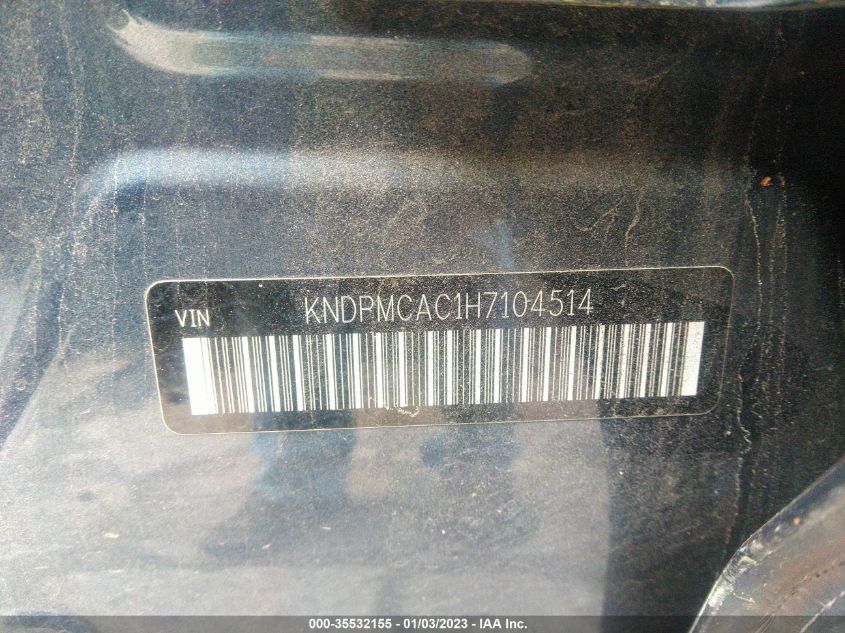 VIN KNDPMCAC1H7104514
000-35532155 - 01/03/2023 - IAA Inc.